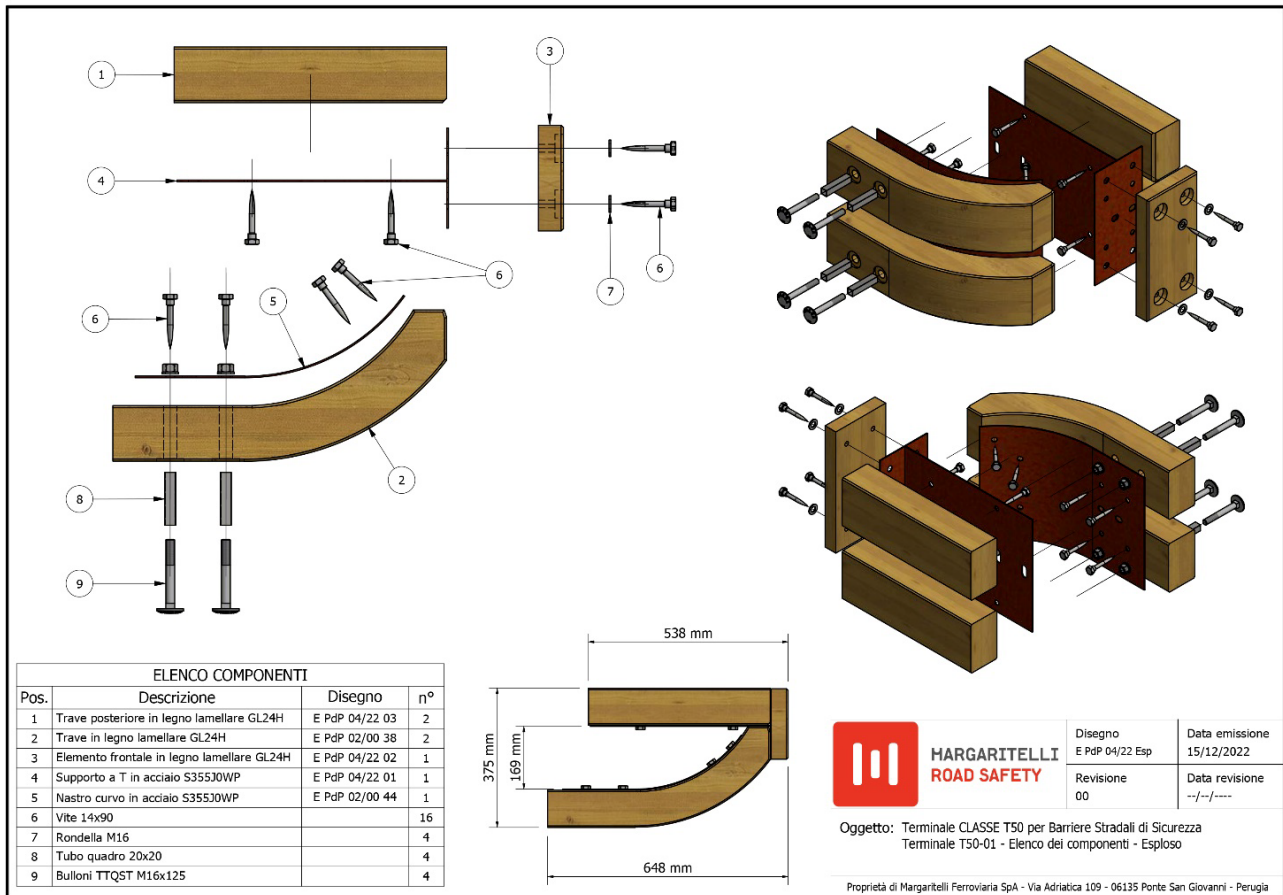 1
3
4
5
6
6
7
6
2
8
9
538 mm
375 mm
169 mm
648 mm
ELENCO COMPONENTI
Pos. Descrizione Disegno n°
1 Trave posteriore in legno lamellare GL24H E PdP 04/22 03 2
2 Trave in legno lamellare GL24H E PdP 02/00 38 2
3 Elemento frontale in legno lamellare GL24H E PdP 04/22 02 1
4 Supporto a T in acciaio S355J0WP E PdP 04/22 01 1
5 Nastro curvo in acciaio S355J0WP E PdP 02/00 44 1
6 Vite 14x90 16
7 Rondella M16 4
8 Tubo quadro 20x20 4
9 Bulloni TTQST M16x125 4
MARGARITELLI
ROAD SAFETY
Disegno
E PdP 04/22 Esp
Data emissione
15/12/2022
Revisione
00
Data revisione
--/--/----
Oggetto: Terminale CLASSE T50 per Barriere Stradali di Sicurezza
Terminale T50-01 - Elenco dei componenti - Esploso
Proprietà di Margaritelli Ferroviaria SpA - Via Adriatica 109 - 06135 Ponte San Giovanni - Perugia